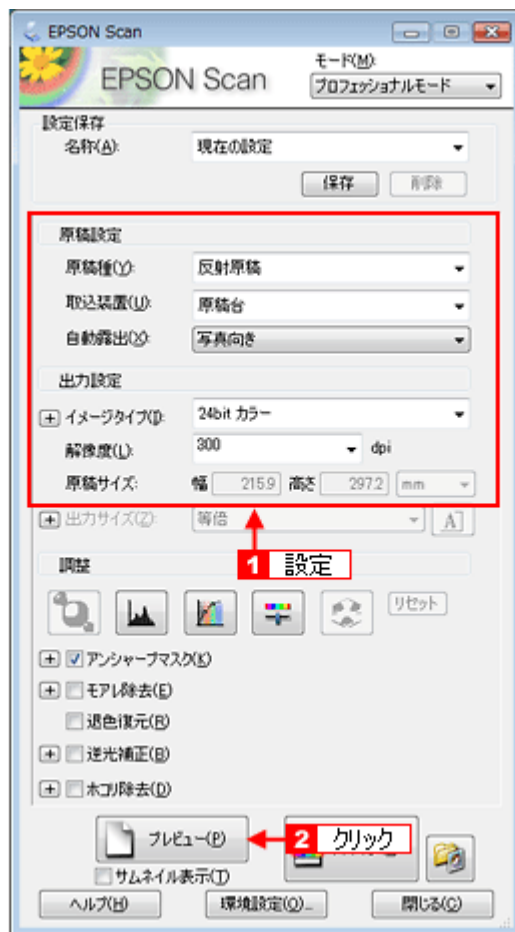 EPSON Scan
EPSON Scan
モード(M):
プロフェッショナルモード
設定保存
名称(A):
現在の設定
保存
削除
原稿設定
原稿種(Y):
反射原稿
取込装置(U):
原稿台
自動露出(X):
写真向き
出力設定
イメージタイプ(I):
24bit カラー
解像度(L):
300
dpi
原稿サイズ:
幅 215.9 高さ 297.2 mm
出力サイズ(Z):
等倍
A
1 設定
調整
リセット
アンシャープマスク(K)
モアレ除去(E)
退色復元(R)
逆光補正(B)
ホコリ除去(D)
プレビュー(P)
2 クリック
サムネイル表示(T)
ヘルプ(H)
環境設定(O)...
閉じる(C)